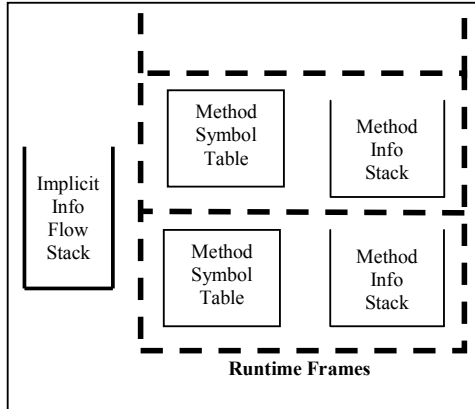 Method
Symbol
Table
Method
Info
Stack
Implicit
Info
Flow
Stack
Method
Symbol
Table
Method
Info
Stack
Runtime Frames